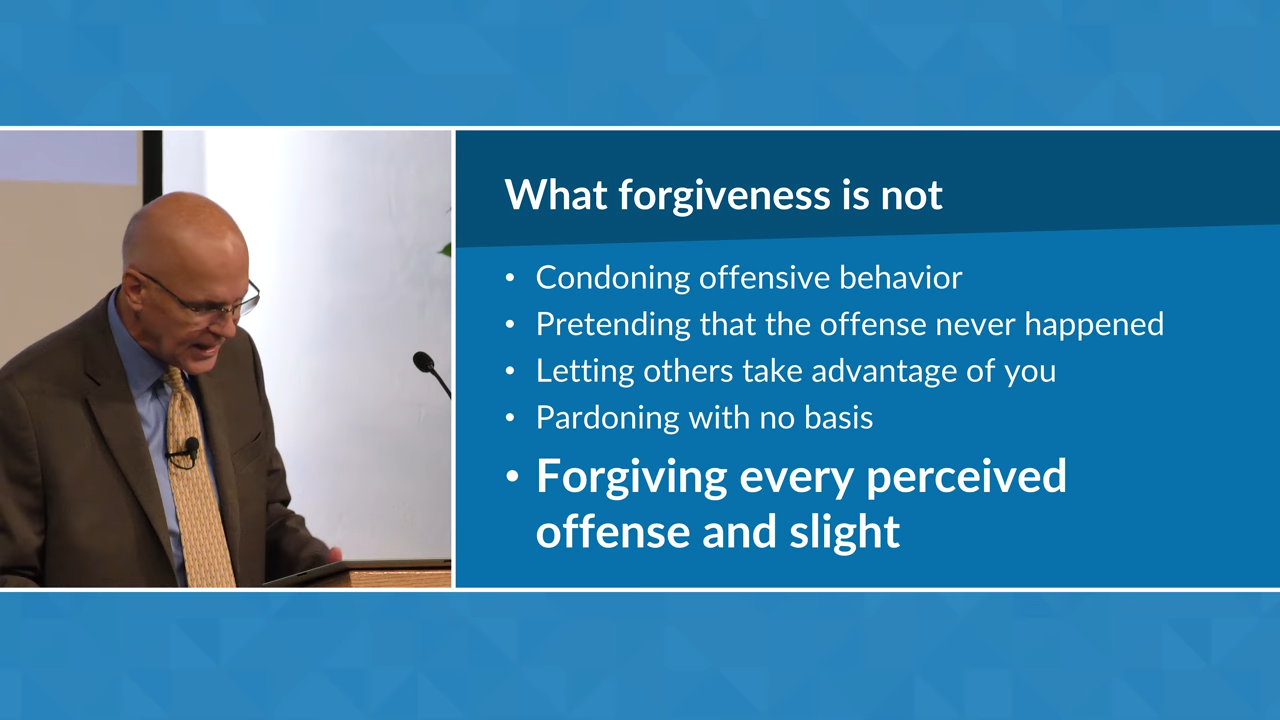 What forgiveness is not
• Condoning offensive behavior
• Pretending that the offense never happened
• Letting others take advantage of you
• Pardoning with no basis
• Forgiving every perceived
offense and slight